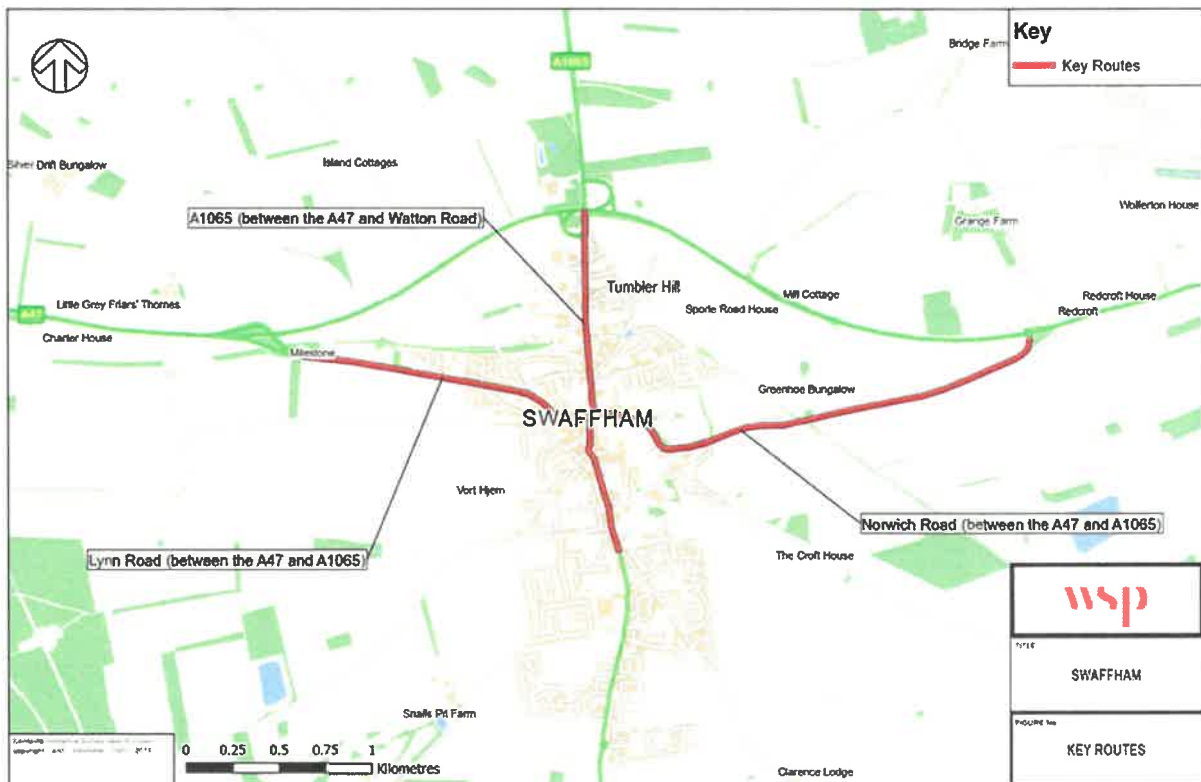 Key
Key Routes
Bridge Farm
A1065
Silver Drift Bungalow
Island Cottages
Wolferton House
A1065 (between the A47 and Watton Road)
Grange Farm
Tumbler Hill
Mill Cottage
Redcroft House
Little Grey Friars' Thornes
Sporle Road House
Redcroft
A47
Charter House
Milestone
Greenhoe Bungalow
SWAFFHAM
Vort Hjem
Norwich Road (between the A47 and A1065)
Lynn Road (between the A47 and A1065)
The Croft House
wsp
TITLE
SWAFFHAM
Snails Pit Farm
FIGURE No
KEY ROUTES
0 0.25 0.5 0.75 1
Kilometres
Clarence Lodge